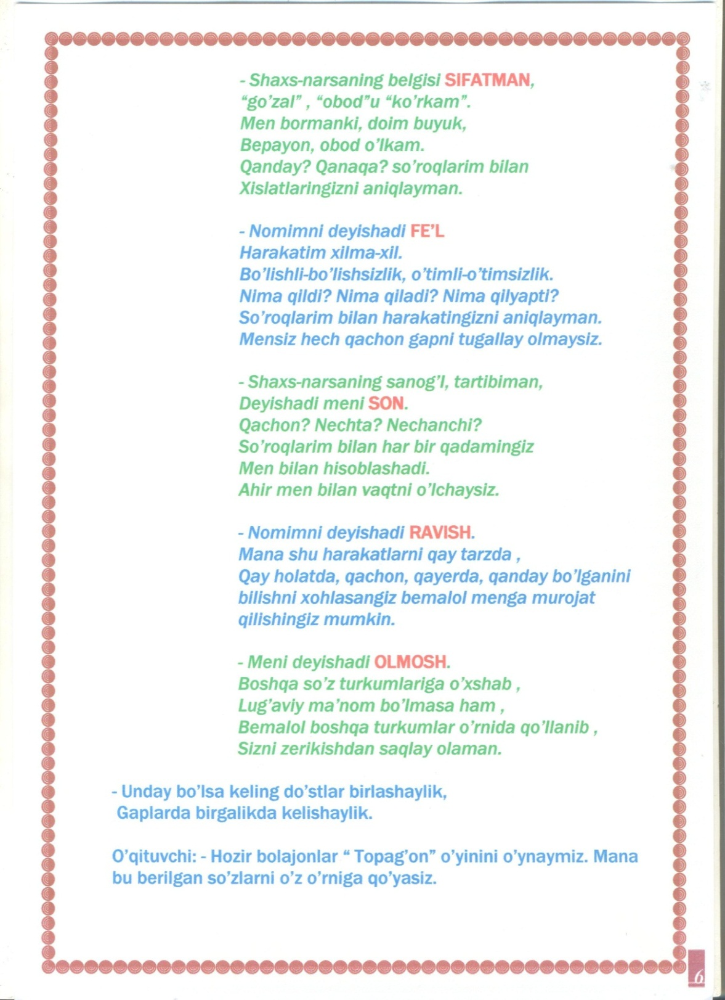 - Shaxs-narsaning belgisi SIFATMAN,
“go’zal” , “obod”u “ko’rkam”.
Men bormanki, doim buyuk,
Bepayon, obod o’lkam.
Qanday? Qanaqa? so’roqlarim bilan
Xislatlaringizni aniqlayman.
- Nomimni deyishadi FE’L
Harakatim xilma-xil.
Bo’lishli-bo’lishsizlik, o’timli-o’timsizlik.
Nima qildi? Nima qiladi? Nima qilyapti?
So’roqlarim bilan harakatingizni aniqlayman.
Mensiz hech qachon gapni tugallay olmaysiz.
- Shaxs-narsaning sanog’I, tartibiman,
Deyishadi meni SON.
Qachon? Nechta? Nechanchi?
So’roqlarim bilan har bir qadamingiz
Men bilan hisoblashadi.
Ahir men bilan vaqtni o’lchaysiz.
- Nomimni deyishadi RAVISH.
Mana shu harakatlarni qay tarzda ,
Qay holatda, qachon, qayerda, qanday bo’lganini
bilishni xohlasangiz bemalol menga murojat
qilishingiz mumkin.
- Meni deyishadi OLMOSH.
Boshqa so’z turkumlariga o’xshab ,
Lug’aviy ma’nom bo’lmasa ham ,
Bemalol boshqa turkumlar o’rnida qo’llanib ,
Sizni zerikishdan saqlay olaman.
- Unday bo’lsa keling do’stlar birlashaylik,
Gaplarda birgalikda kelishaylik.
O’qituvchi: - Hozir bolajonlar “ Topag’on” o’yinini o’ynaymiz. Mana
bu berilgan so’zlarni o’z o’rniga qo’yasiz.
6